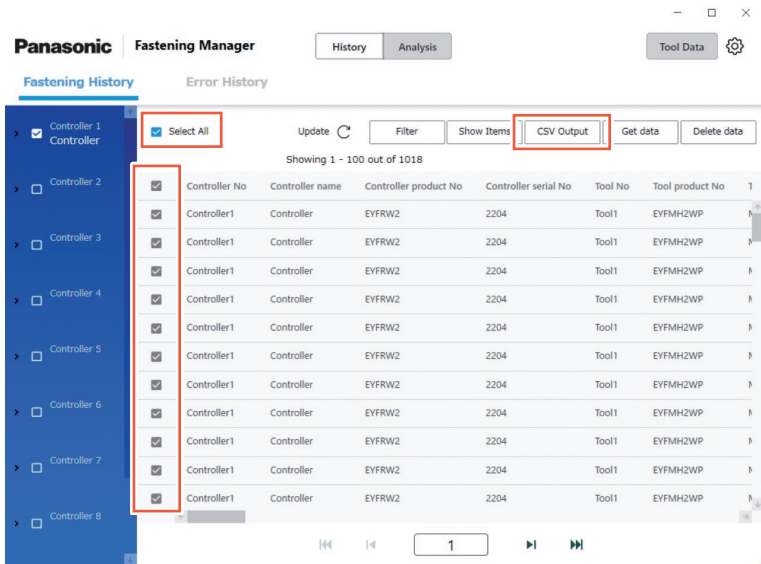 Panasonic Fastening Manager History Analysis Tool Data
Fastening History Error History
Controller 1
Controller
Controller 2
Controller 3
Controller 4
Controller 5
Controller 6
Controller 7
Controller 8
Select All Update Filter Show Items CSV Output Get data Delete data
Showing 1 - 100 out of 1018
Controller No Controller name Controller product No Controller serial No Tool No Tool product No
Controller1 Controller EYFRW2 2204 Tool1 EYFMH2WP
Controller1 Controller EYFRW2 2204 Tool1 EYFMH2WP
Controller1 Controller EYFRW2 2204 Tool1 EYFMH2WP
Controller1 Controller EYFRW2 2204 Tool1 EYFMH2WP
Controller1 Controller EYFRW2 2204 Tool1 EYFMH2WP
Controller1 Controller EYFRW2 2204 Tool1 EYFMH2WP
Controller1 Controller EYFRW2 2204 Tool1 EYFMH2WP
Controller1 Controller EYFRW2 2204 Tool1 EYFMH2WP
Controller1 Controller EYFRW2 2204 Tool1 EYFMH2WP
Controller1 Controller EYFRW2 2204 Tool1 EYFMH2WP
Controller1 Controller EYFRW2 2204 Tool1 EYFMH2WP
1